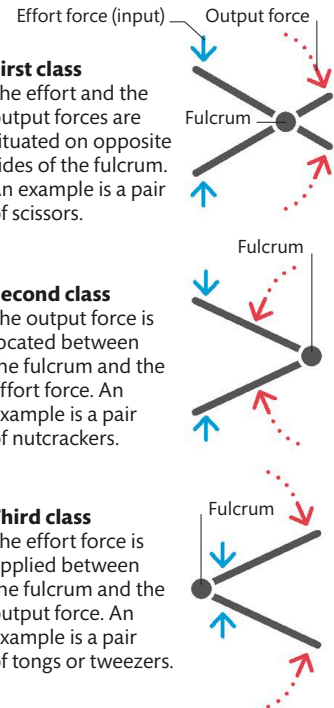 Effort force (input)
Output force
irst class
he effort and the
utput forces are
ituated on opposite
ides of the fulcrum.
n example is a pair
f scissors.
Fulcrum
Fulcrum
econd class
he output force is
ocated between
he fulcrum and the
ffort force. An
xample is a pair
f nutcrackers.
Fulcrum
hird class
he effort force is
pplied between
he fulcrum and the
utput force. An
xample is a pair
f tongs or tweezers.